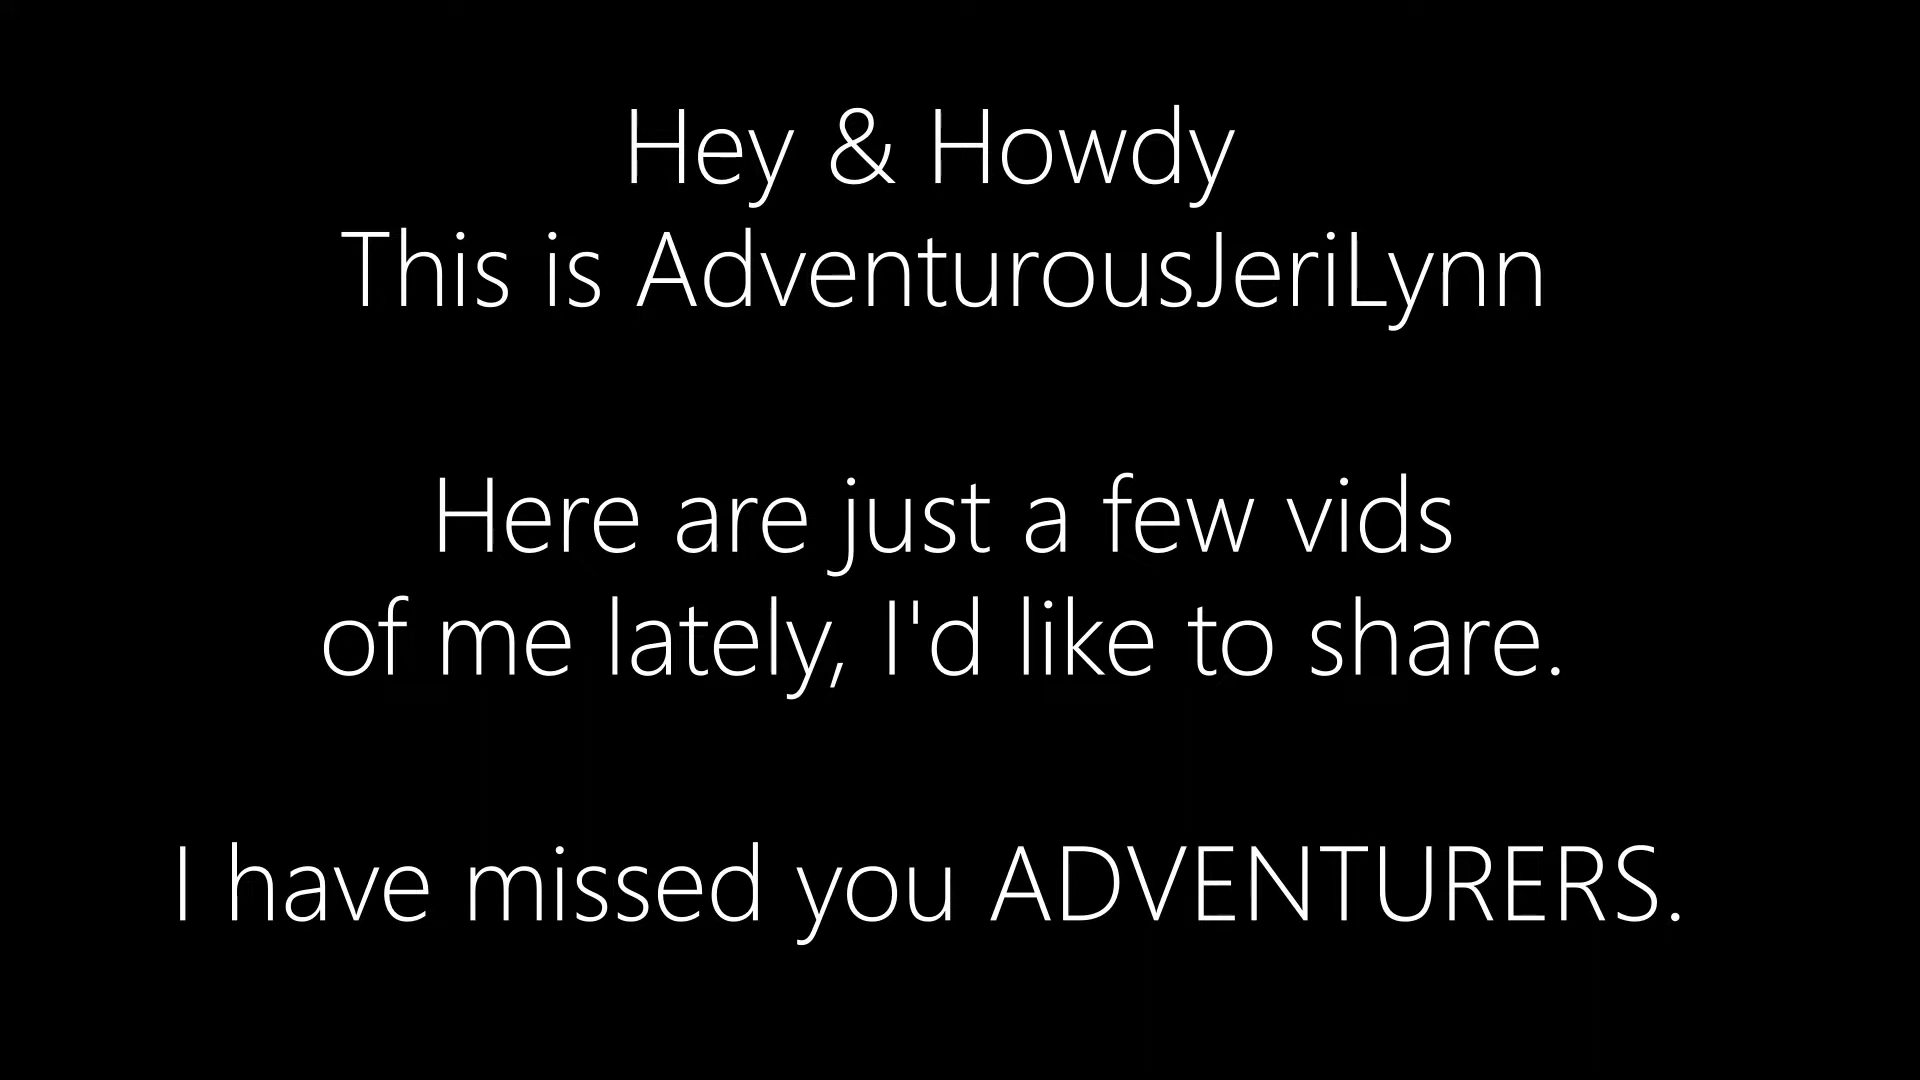 Hey & Howdy
This is AdventurousJeriLynn
Here are just a few vids
of me lately, I'd like to share.
I have missed you ADVENTURERS.